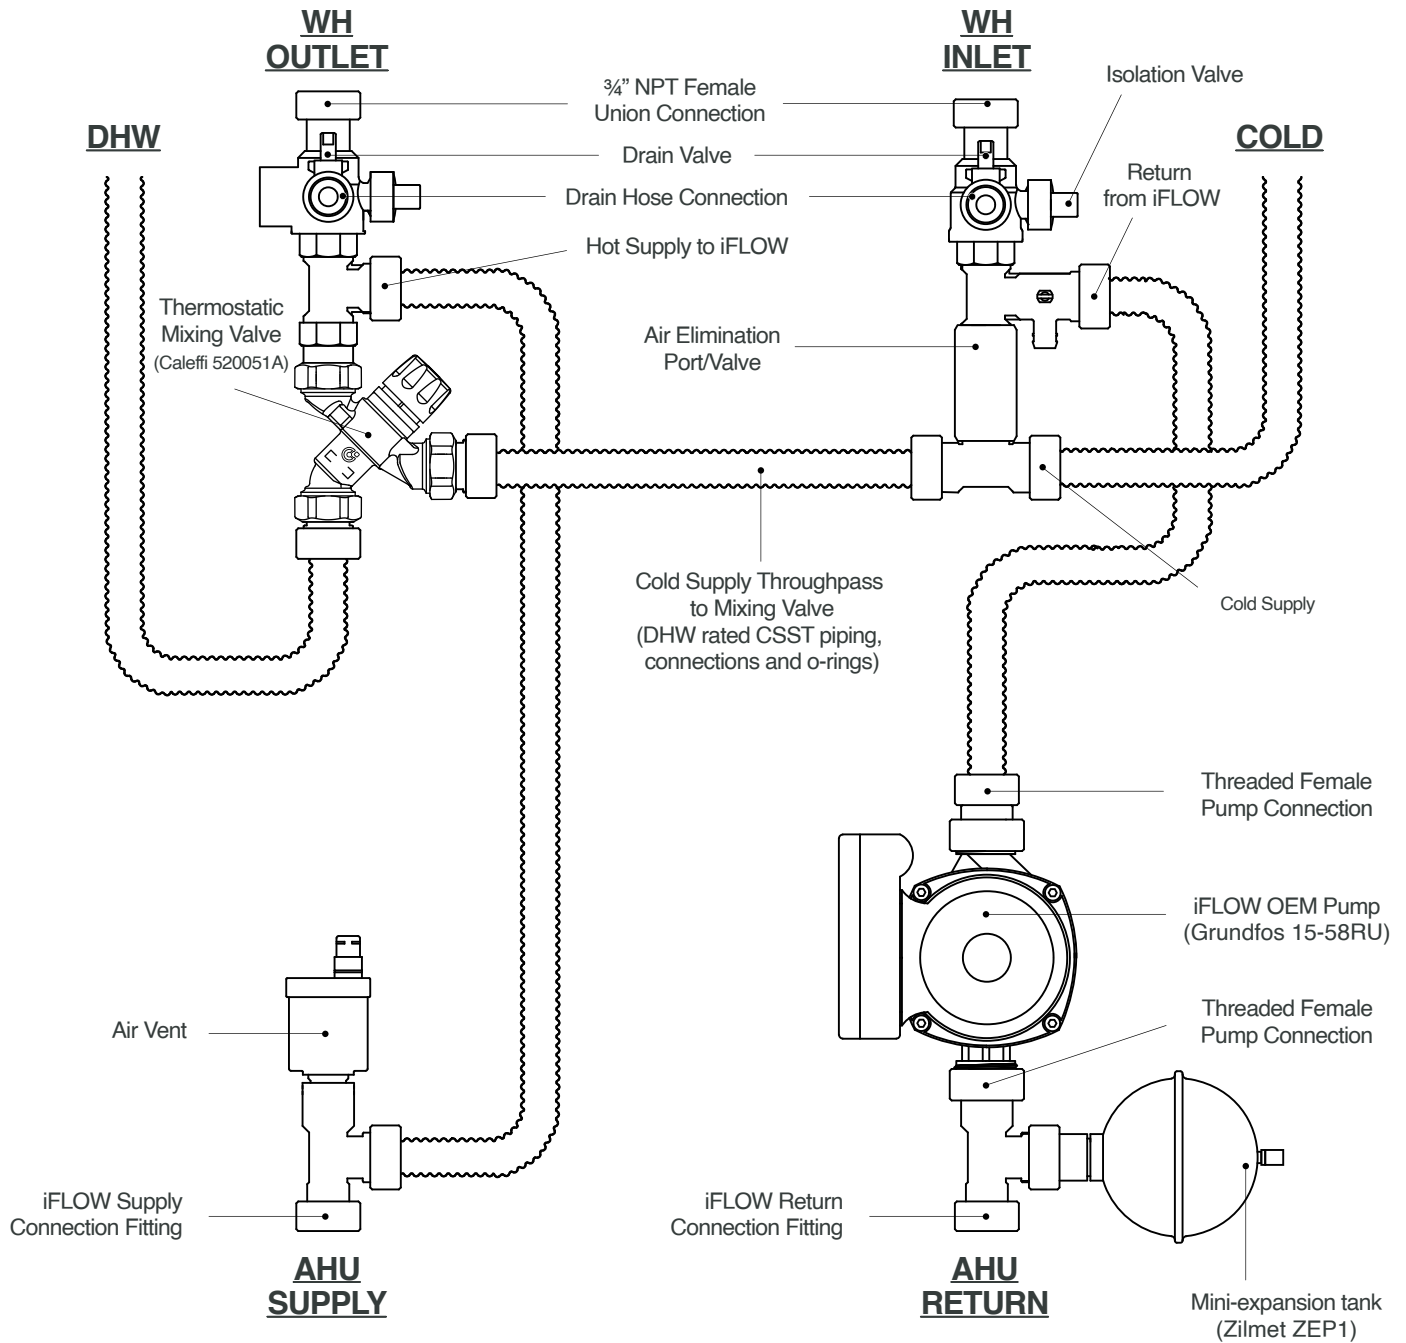 WH
OUTLET
WH
INLET
¾” NPT Female
Union Connection
Isolation Valve
DHW
COLD
Drain Valve
Return
from iFLOW
Drain Hose Connection
Hot Supply to iFLOW
Thermostatic
Mixing Valve
(Caleffi 520051A)
Air Elimination
Port/Valve
Cold Supply Throughpass
to Mixing Valve
(DHW rated CSST piping,
connections and o-rings)
Cold Supply
Threaded Female
Pump Connection
iFLOW OEM Pump
(Grundfos 15-58RU)
Threaded Female
Pump Connection
Air Vent
iFLOW Supply
Connection Fitting
iFLOW Return
Connection Fitting
AHU
SUPPLY
AHU
RETURN
Mini-expansion tank
(Zilmet ZEP1)